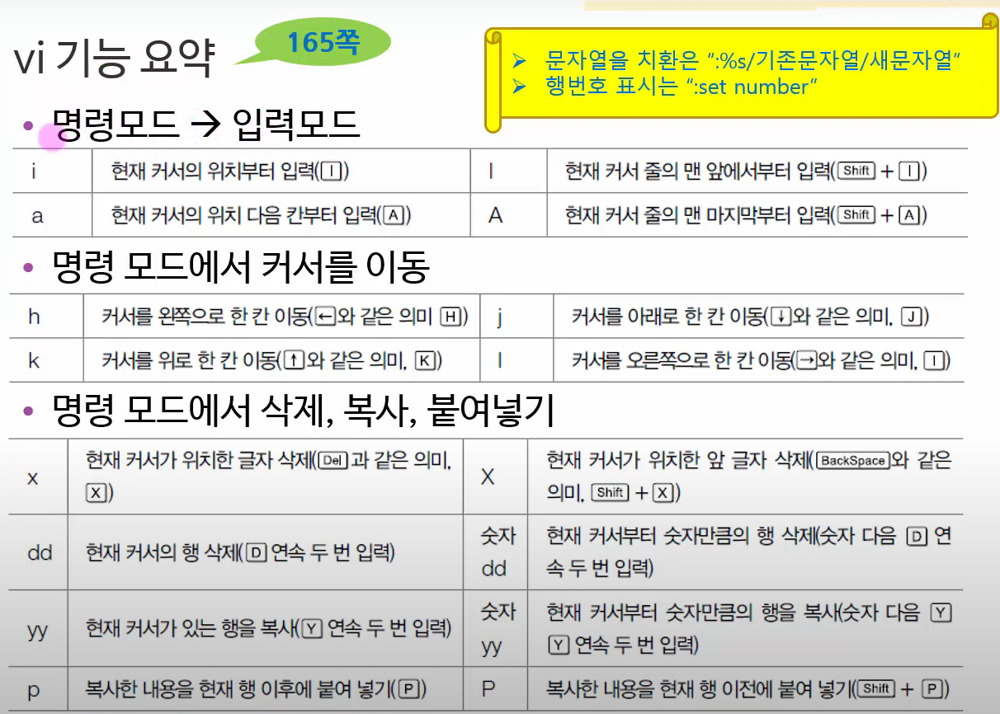 vi 기능 요약
165쪽
➢ 문자열을 치환은 “:%s/기존문자열/새문자열”
➢ 행번호 표시는 “:set number”
• 명령모드 → 입력모드
i 현재 커서의 위치부터 입력(I) I 현재 커서 줄의 맨 앞에서부터 입력(Shift + I)
a 현재 커서의 위치 다음 칸부터 입력(A) A 현재 커서 줄의 맨 마지막부터 입력(Shift + A)
• 명령 모드에서 커서를 이동
h 커서를 왼쪽으로 한 칸 이동(←와 같은 의미 H) j 커서를 아래로 한 칸 이동(↓와 같은 의미, J)
k 커서를 위로 한 칸 이동(↑와 같은 의미, K) l 커서를 오른쪽으로 한 칸 이동(→와 같은 의미, I)
• 명령 모드에서 삭제, 복사, 붙여넣기
x 현재 커서가 위치한 글자 삭제(Del과 같은 의미,
X)
X 현재 커서가 위치한 앞 글자 삭제(BackSpace와 같은
의미, Shift + X)
dd 현재 커서의 행 삭제(D 연속 두 번 입력)
숫자 현재 커서부터 숫자만큼의 행 삭제(숫자 다음 D 연
dd 속 두 번 입력)
yy 현재 커서가 있는 행을 복사(Y 연속 두 번 입력)
숫자 현재 커서부터 숫자만큼의 행을 복사(숫자 다음 Y
yy Y 연속 두 번 입력)
p 복사한 내용을 현재 행 이후에 붙여 넣기(P) P 복사한 내용을 현재 행 이전에 붙여 넣기(Shift + P)